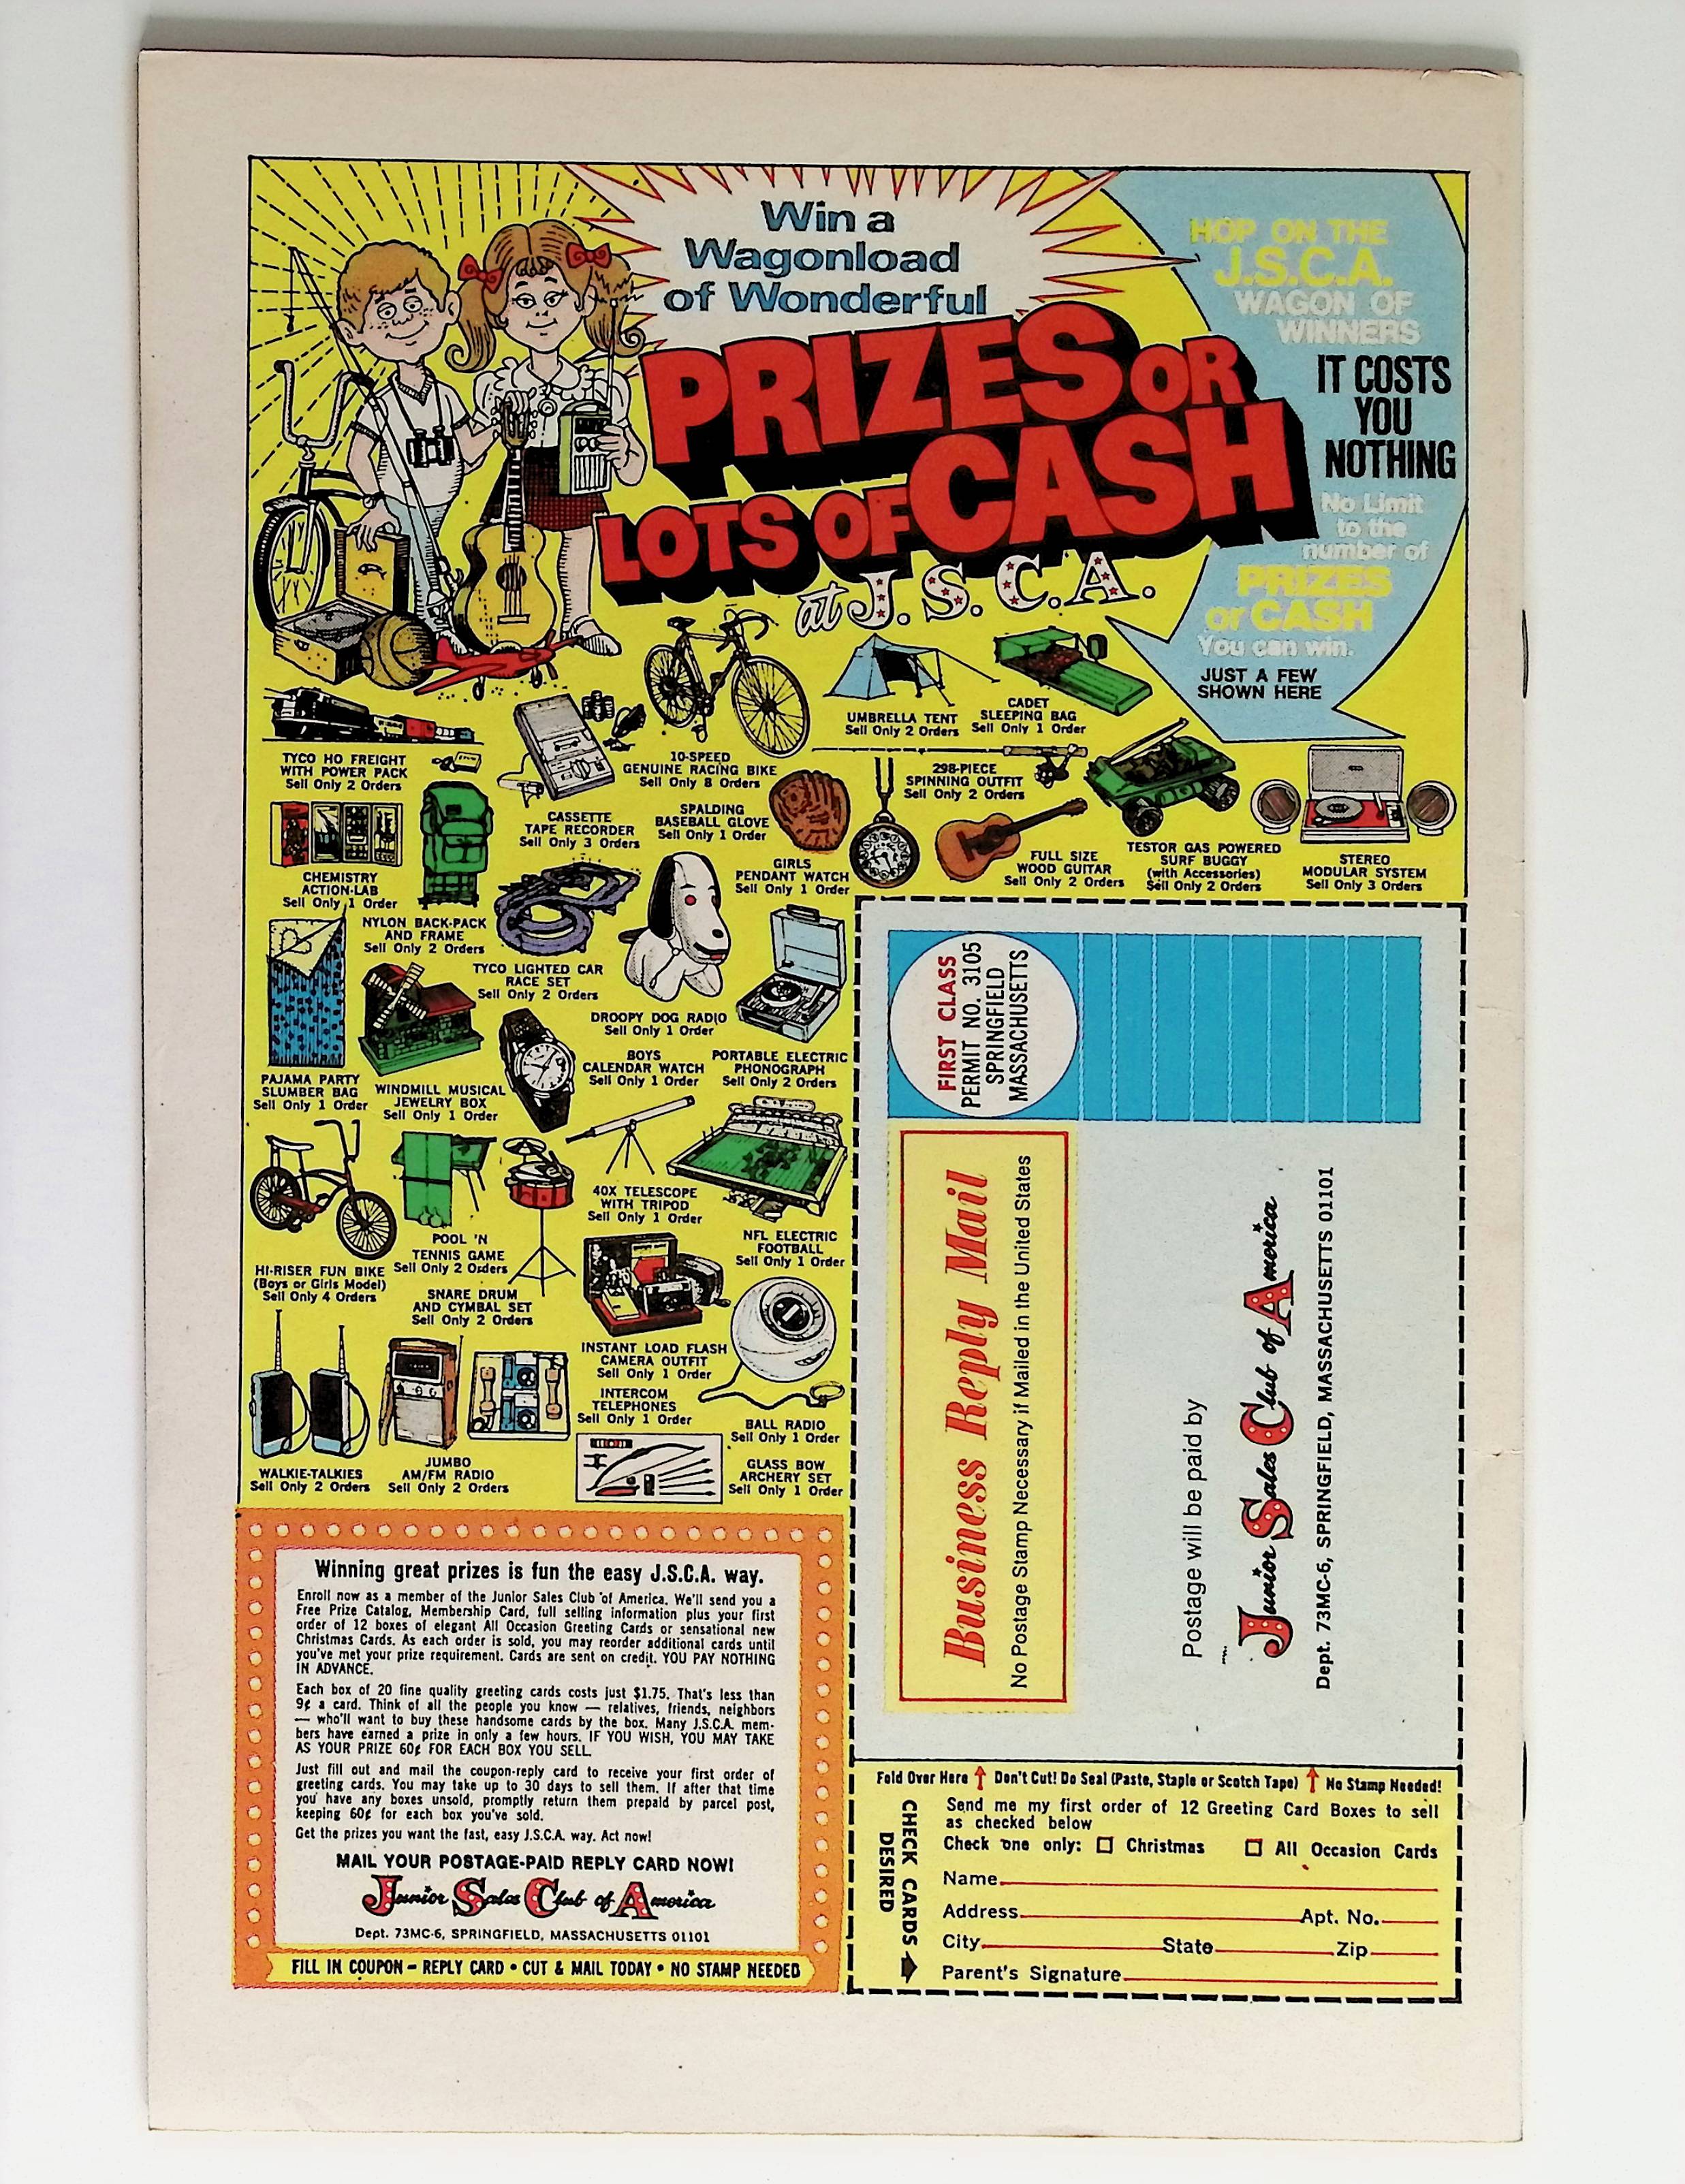 Win a
Wagonload
of Wonderful
PRIZES OR
LOTS OF CASH
at J.S.C.A.
HOP ON THE
J.S.C.A.
WAGON OF
WINNERS
IT COSTS
YOU
NOTHING
No Limit
to the
number of
PRIZES
or CASH
You can win.
JUST A FEW
SHOWN HERE
TYCO HO FREIGHT
WITH POWER PACK
Sell Only 2 Orders
10-SPEED
GENUINE RACING BIKE
Sell Only 8 Orders
UMBRELLA TENT
Sell Only 2 Orders
CADET
SLEEPING BAG
Sell Only 1 Order
CASSETTE
TAPE RECORDER
Sell Only 3 Orders
SPALDING
BASEBALL GLOVE
Sell Only 1 Order
298-PIECE
SPINNING OUTFIT
Sell Only 2 Orders
CHEMISTRY
ACTION-LAB
Sell Only 1 Order
GIRLS
PENDANT WATCH
Sell Only 1 Order
FULL SIZE
WOOD GUITAR
Sell Only 2 Orders
TESTOR GAS POWERED
SURF BUGGY
(with Accessories)
Sell Only 2 Orders
STEREO
MODULAR SYSTEM
Sell Only 3 Orders
NYLON BACK-PACK
AND FRAME
Sell Only 2 Orders
TYCO LIGHTED CAR
RACE SET
Sell Only 2 Orders
DROOPY DOG RADIO
Sell Only 1 Order
PAJAMA PARTY
SLUMBER BAG
Sell Only 1 Order
WINDMILL MUSICAL
JEWELRY BOX
Sell Only 1 Order
BOYS
CALENDAR WATCH
Sell Only 1 Order
PORTABLE ELECTRIC
PHONOGRAPH
Sell Only 2 Orders
40X TELESCOPE
WITH TRIPOD
Sell Only 1 Order
NFL ELECTRIC
FOOTBALL
Sell Only 1 Order
HI-RISER FUN BIKE
(Boys or Girls Model)
Sell Only 4 Orders
POOL 'N
TENNIS GAME
Sell Only 2 Orders
SNARE DRUM
AND CYMBAL SET
Sell Only 2 Orders
INSTANT LOAD FLASH
CAMERA OUTFIT
Sell Only 1 Order
INTERCOM
TELEPHONES
Sell Only 1 Order
BALL RADIO
Sell Only 1 Order
WALKIE-TALKIES
Sell Only 2 Orders
JUMBO
AM/FM RADIO
Sell Only 2 Orders
GLASS BOW
ARCHERY SET
Sell Only 1 Order
Winning great prizes is fun the easy J.S.C.A. way.
Enroll now as a member of the Junior Sales Club of America. We'll send you a
Free Prize Catalog, Membership Card, full selling information plus your first
order of 12 boxes of elegant All Occasion Greeting Cards or sensational new
Christmas Cards. As each order is sold, you may reorder additional cards until
you've met your prize requirement. Cards are sent on credit. YOU PAY NOTHING
IN ADVANCE.
Each box of 20 fine quality greeting cards costs just $1.75. That's less than
9¢ a card. Think of all the people you know — relatives, friends, neighbors
— who'll want to buy these handsome cards by the box. Many J.S.C.A. mem-
bers have earned a prize in only a few hours. IF YOU WISH, YOU MAY TAKE
AS YOUR PRIZE 60¢ FOR EACH BOX YOU SELL.
Just fill out and mail the coupon-reply card to receive your first order of
greeting cards. You may take up to 30 days to sell them. If after that time
you have any boxes unsold, promptly return them prepaid by parcel post,
keeping 60¢ for each box you've sold.
Get the prizes you want the fast, easy J.S.C.A. way. Act now!
MAIL YOUR POSTAGE-PAID REPLY CARD NOW!
Junior Sales Club of America
Dept. 73MC-6, SPRINGFIELD, MASSACHUSETTS 01101
FILL IN COUPON – REPLY CARD • CUT & MAIL TODAY • NO STAMP NEEDED
FIRST CLASS
PERMIT NO. 3105
SPRINGFIELD
MASSACHUSETTS
Business Reply Mail
No Postage Stamp Necessary if Mailed in the United States
Postage will be paid by
Junior Sales Club of America
Dept. 73MC-6, SPRINGFIELD, MASSACHUSETTS 01101
Fold Over Here ↑ Don't Cut! Do Seal (Paste, Staple or Scotch Tape) ↑ No Stamp Needed!
CHECK CARDS
DESIRED
Send me my first order of 12 Greeting Card Boxes to sell
as checked below
Check one only: ☐ Christmas ☐ All Occasion Cards
Name
Address Apt. No.
City State Zip
Parent's Signature